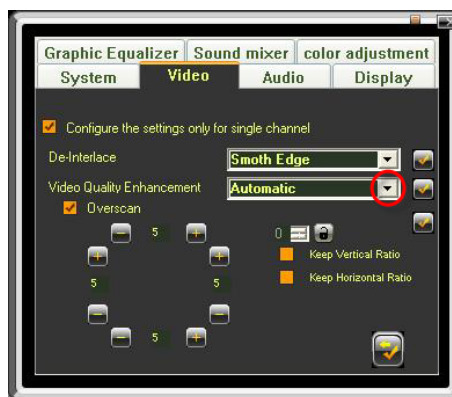 Graphic Equalizer Sound mixer color adjustment
System Video Audio Display
Configure the settings only for single channel
De-Interlace Smoth Edge
Video Quality Enhancement Automatic
Overscan
5 0
Keep Vertical Ratio
5 5 Keep Horizontal Ratio
5